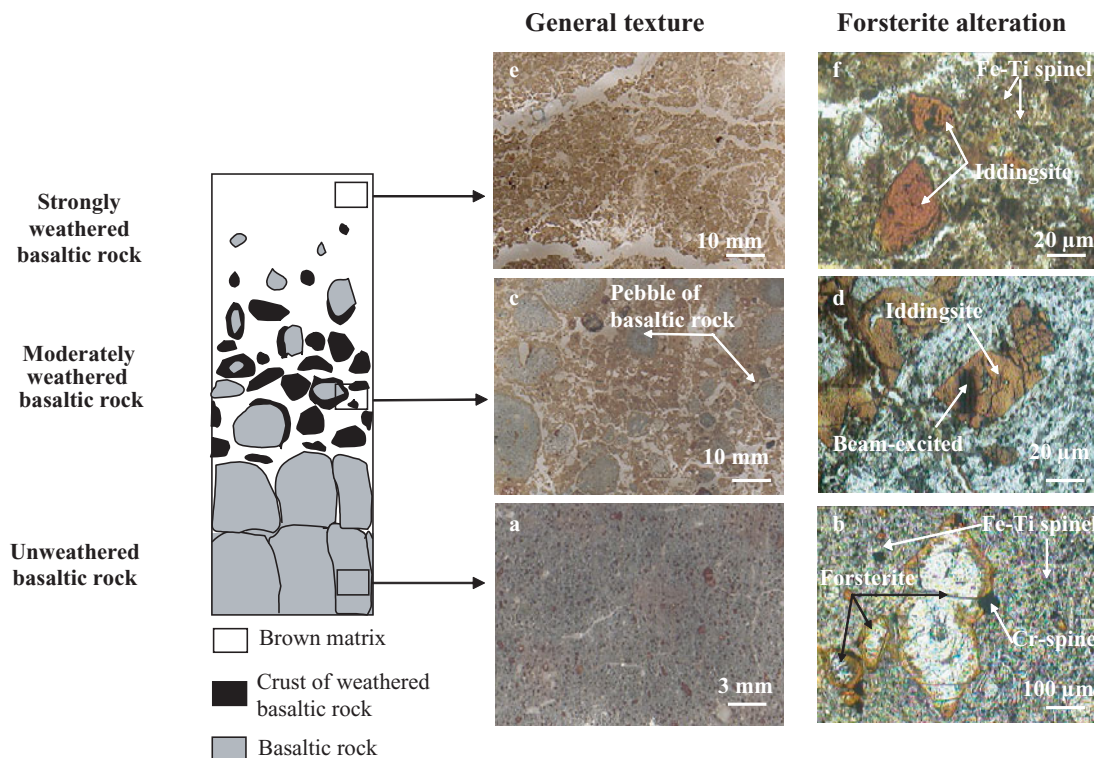 General texture
Forsterite alteration
Strongly
weathered
basaltic rock
Moderately
weathered
basaltic rock
Unweathered
basaltic rock
Brown matrix
Crust of weathered
basaltic rock
Basaltic rock
e
10 mm
f
Fe-Ti spinel
Iddingsite
20 µm
c
Pebble of
basaltic rock
10 mm
d
Iddingsite
Beam-excited
20 µm
a
3 mm
b
Fe-Ti spinel
Forsterite
Cr-spine
100 µm